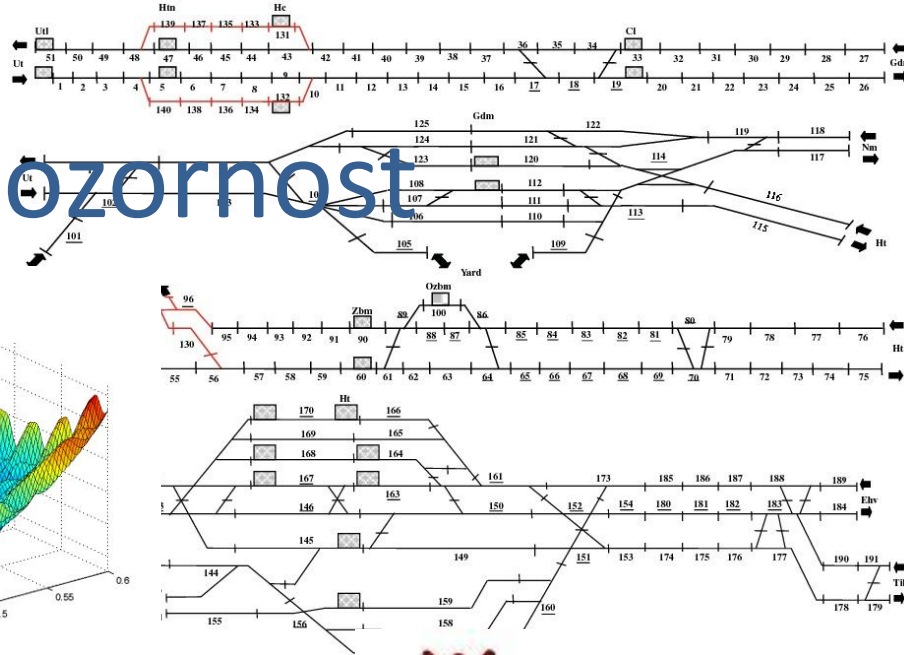 Utl Htn Hc Cl
139 137 135 133 131
51 50 49 48 47 46 45 44 43 42 41 40 39 38 37 36 35 34 33 32 31 30 29 28 27
Ut Gdm
1 2 3 4 5 6 7 8 9 10 11 12 13 14 15 16 17 18 19 20 21 22 23 24 25 26
140 138 136 134 132
Gdm
125 122 119 118
124 121 117
123 120 114 Nm
ozornost
Ut
108 112 116
107 111 113 115
106 110 Ht
102
101 105 109
Yard
96 Ozbm
100
Zbm
89 88 87 86
95 94 93 92 91 90 85 84 83 82 81 80 79 78 77 76
130 Ht
55 56 57 58 59 60 61 62 63 64 65 66 67 68 69 70 71 72 73 74 75
0.6
0.55
Ht
170 166
169 165
168 164
167 163 161 173 185 186 187 188 189
Ehv
146 150 152 154 180 181 182 183 184
145 149 151 153 174 175 176 177
144 190 191
Til
155 156 159 158 160 178 179